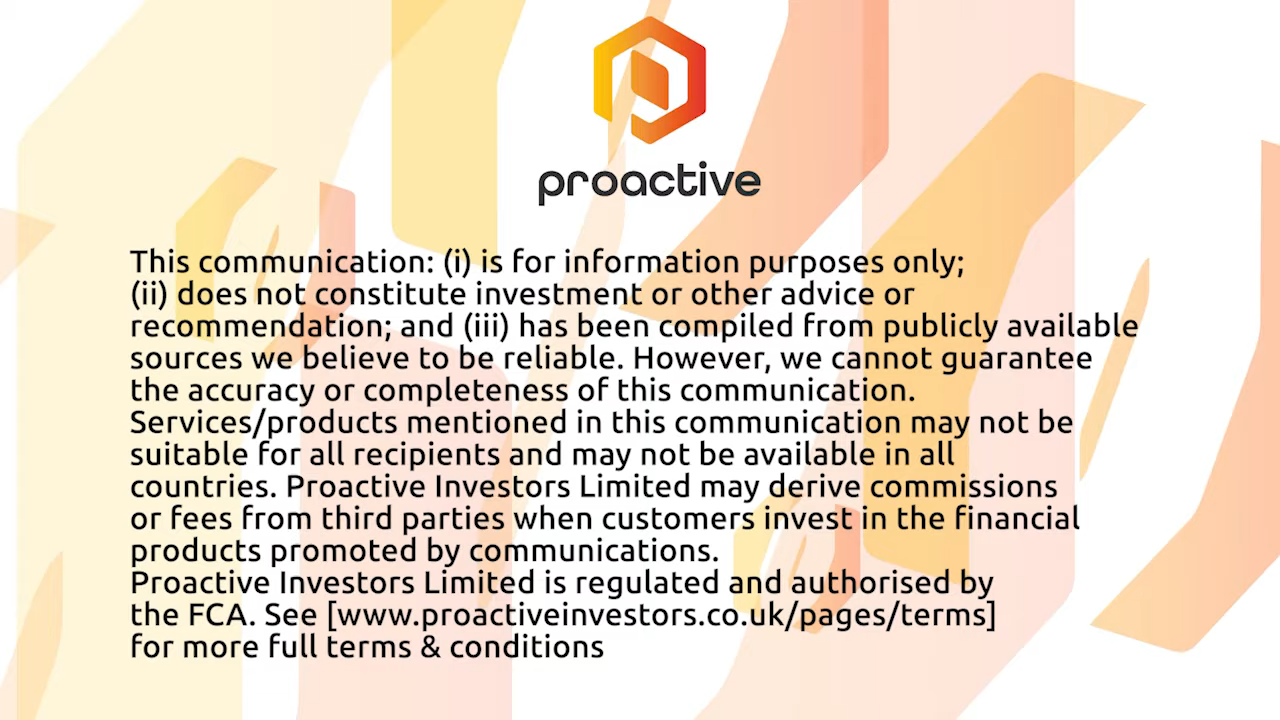 proactive
This communication: (i) is for information purposes only;
(ii) does not constitute investment or other advice or
recommendation; and (iii) has been compiled from publicly available
sources we believe to be reliable. However, we cannot guarantee
the accuracy or completeness of this communication.
Services/products mentioned in this communication may not be
suitable for all recipients and may not be available in all
countries. Proactive Investors Limited may derive commissions
or fees from third parties when customers invest in the financial
products promoted by communications.
Proactive Investors Limited is regulated and authorised by
the FCA. See [www.proactiveinvestors.co.uk/pages/terms]
for more full terms & conditions